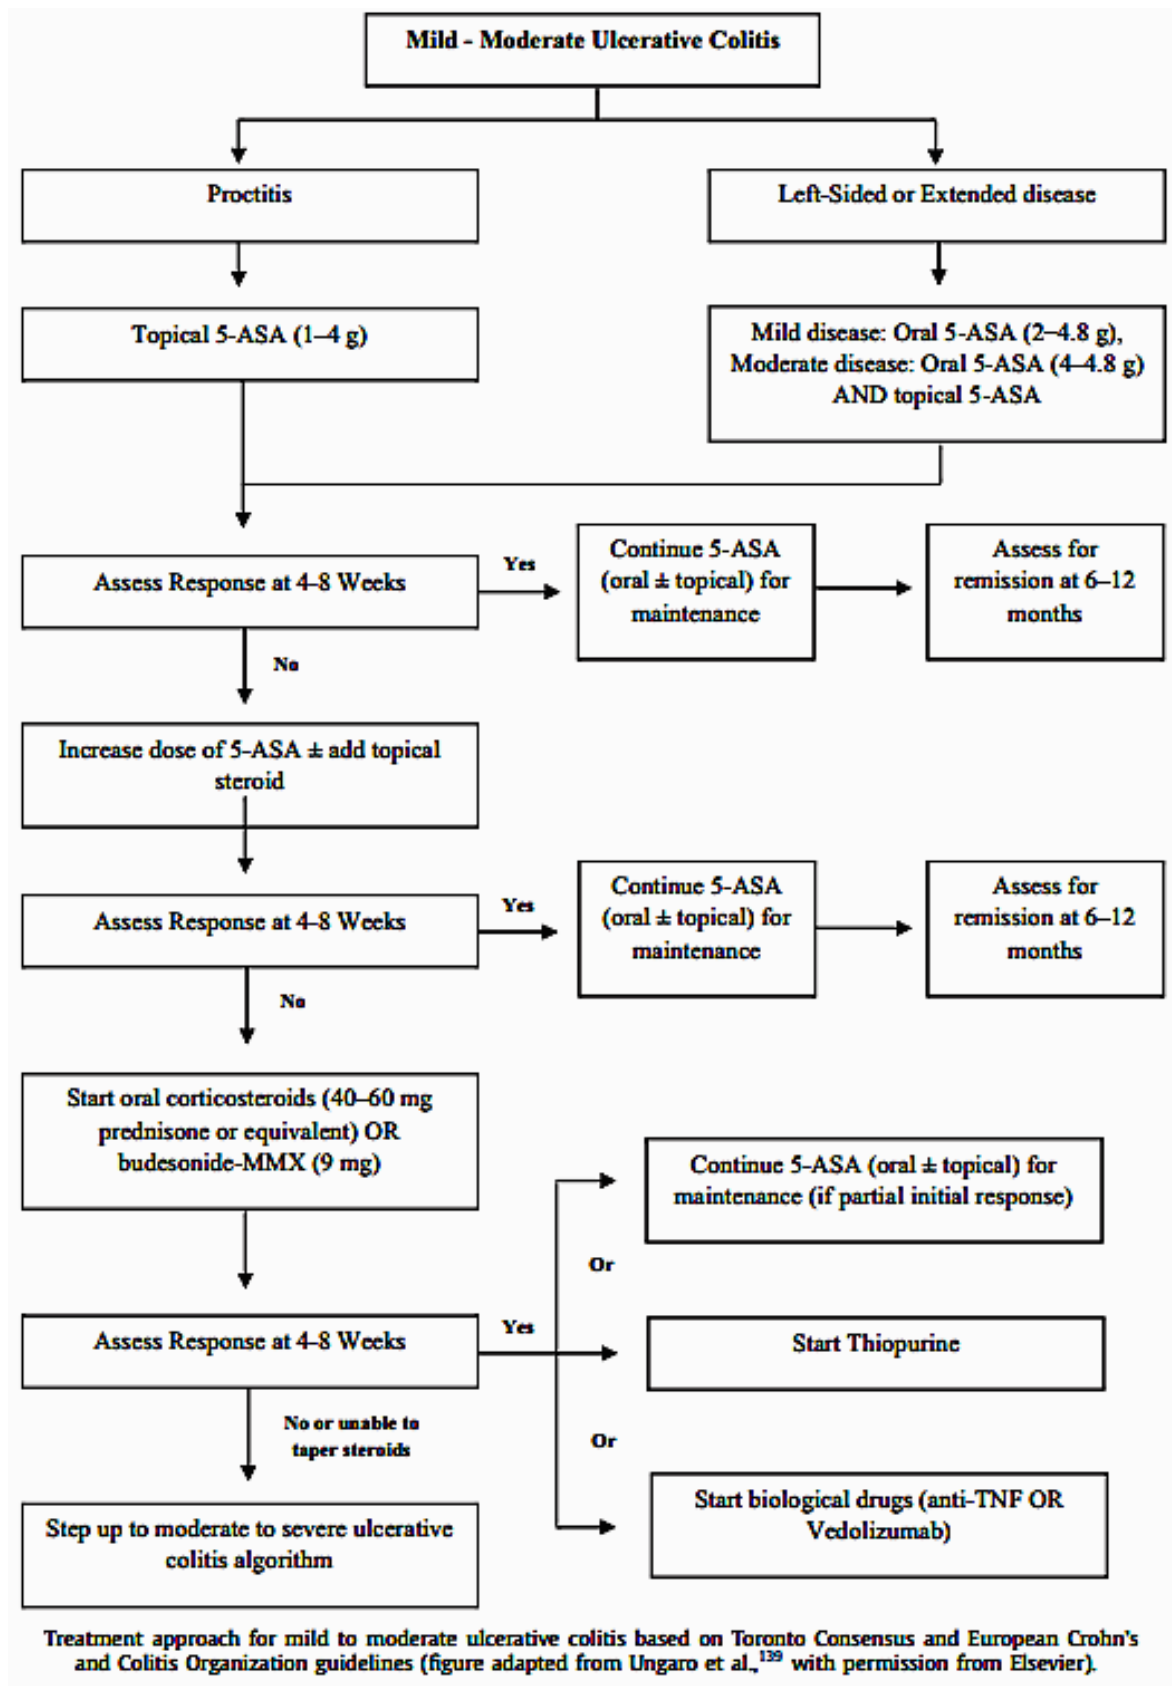 Mild - Moderate Ulcerative Colitis
Proctitis
Left-Sided or Extended disease
Topical 5-ASA (1–4 g)
Mild disease: Oral 5-ASA (2–4.8 g),
Moderate disease: Oral 5-ASA (4–4.8 g)
AND topical 5-ASA
Assess Response at 4-8 Weeks
Yes
Continue 5-ASA
(oral ± topical) for
maintenance
Assess for
remission at 6–12
months
No
Increase dose of 5-ASA ± add topical
steroid
Assess Response at 4-8 Weeks
Yes
Continue 5-ASA
(oral ± topical) for
maintenance
Assess for
remission at 6–12
months
No
Start oral corticosteroids (40–60 mg
prednisone or equivalent) OR
budesonide-MMX (9 mg)
Continue 5-ASA (oral ± topical) for
maintenance (if partial initial response)
Or
Assess Response at 4-8 Weeks
Yes
Start Thiopurine
No or unable to
taper steroids
Or
Start biological drugs (anti-TNF OR
Vedolizumab)
Step up to moderate to severe ulcerative
colitis algorithm
Treatment approach for mild to moderate ulcerative colitis based on Toronto Consensus and European Crohn's
and Colitis Organization guidelines (figure adapted from Ungaro et al.,139 with permission from Elsevier).